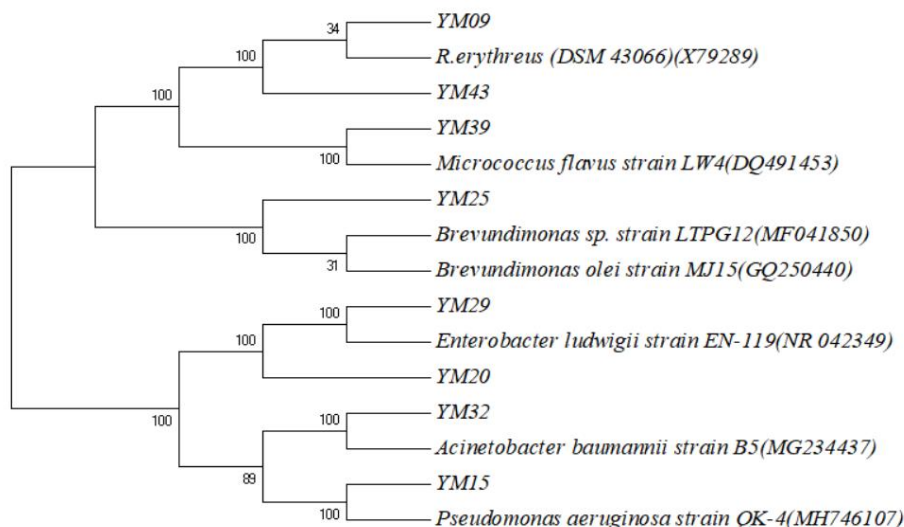 34
YM09
R.erythreus (DSM 43066)(X79289)
100
YM43
100
YM39
100
Micrococcus flavus strain LW4(DQ491453)
YM25
100
Brevundimonas sp. strain LTPG12(MF041850)
31
Brevundimonas olei strain MJ15(GQ250440)
YM29
100
Enterobacter ludwigii strain EN-119(NR 042349)
100
YM20
100
YM32
100
Acinetobacter baumannii strain B5(MG234437)
89
YM15
100
Pseudomonas aeruginosa strain OK-4(MH746107)